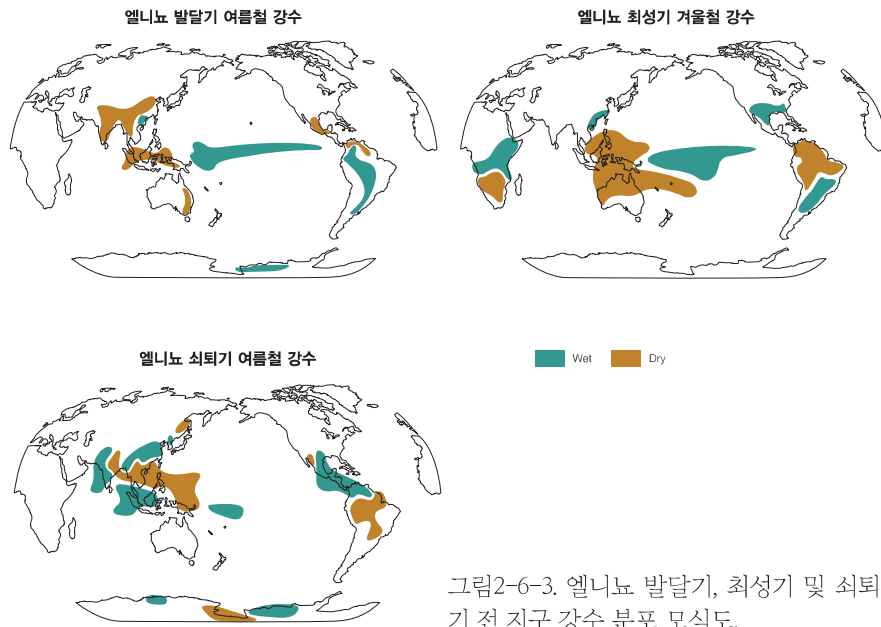 엘니뇨 발달기 여름철 강수
엘니뇨 최성기 겨울철 강수
엘니뇨 쇠퇴기 여름철 강수
Wet
Dry
그림2-6-3. 엘니뇨 발달기, 최성기 및 쇠퇴
기 전 지구 강수 분포 모식도.